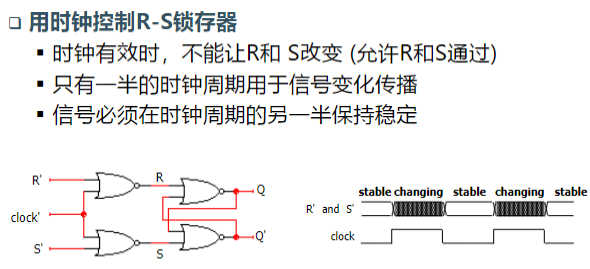 用时钟控制R-S锁存器
时钟有效时，不能让R和 S改变 (允许R和S通过)
只有一半的时钟周期用于信号变化传播
信号必须在时钟周期的另一半保持稳定
R'
R
Q
clock'
S'
S
Q'
stable changing stable changing stable
R' and S'
clock